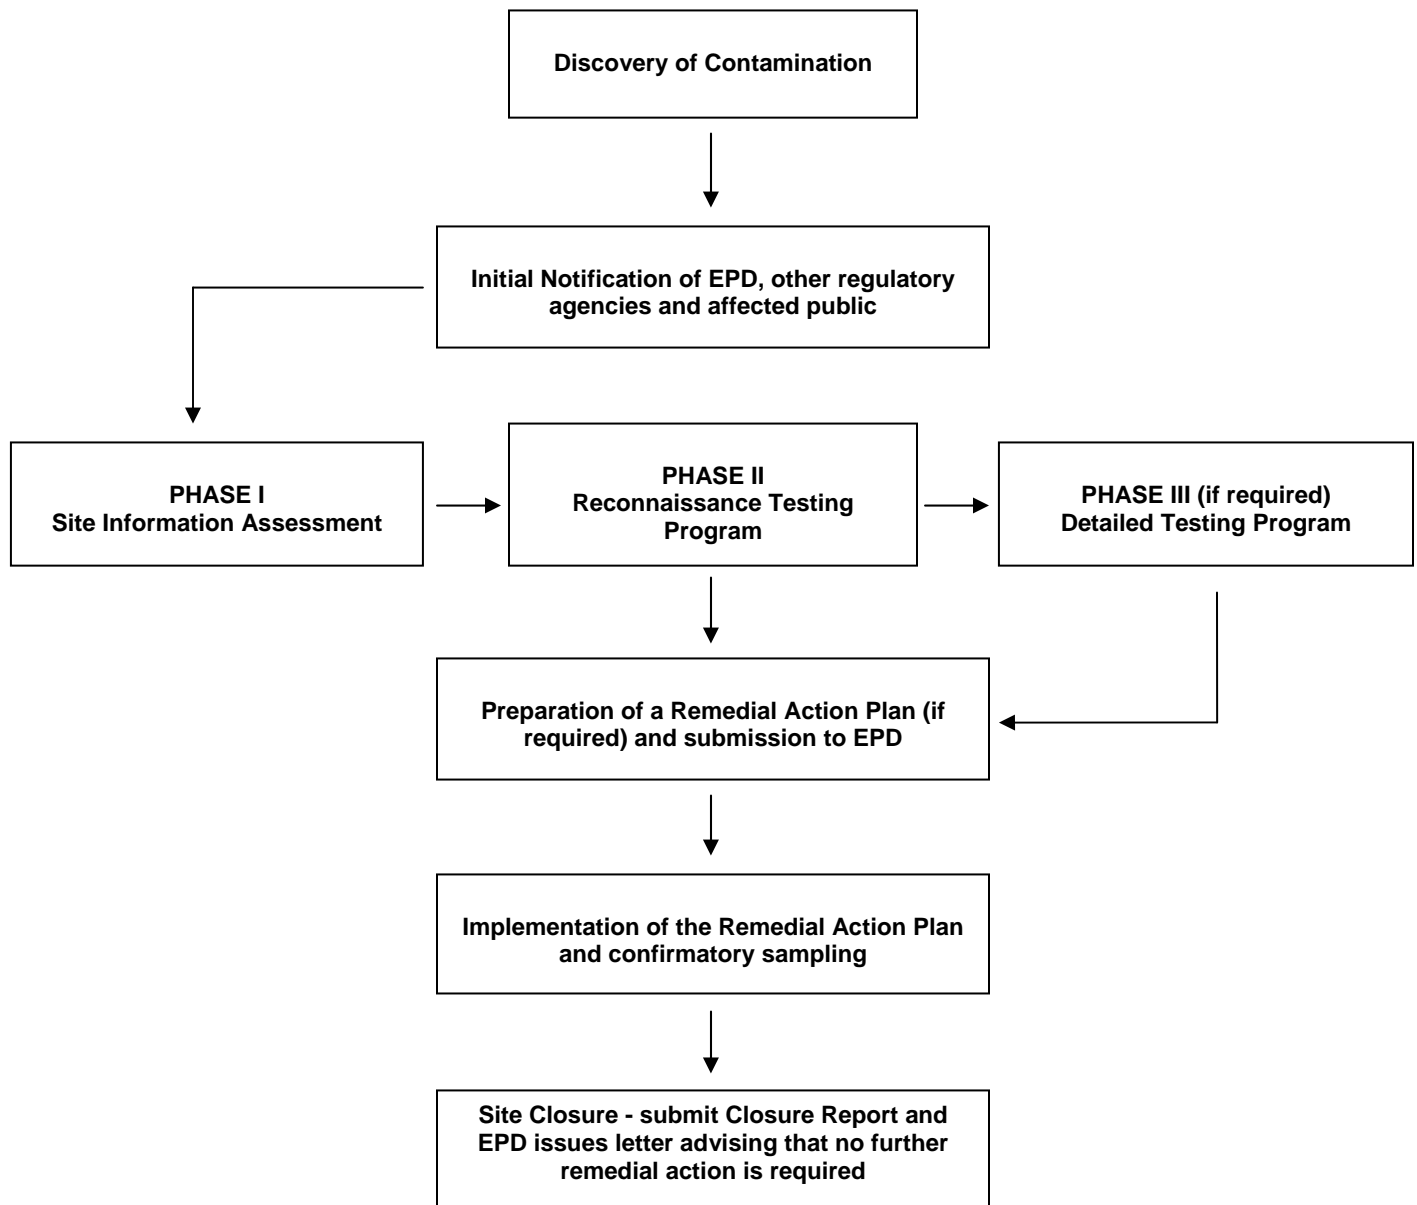 Discovery of Contamination
Initial Notification of EPD, other regulatory
agencies and affected public
PHASE I
Site Information Assessment
PHASE II
Reconnaissance Testing
Program
PHASE III (if required)
Detailed Testing Program
Preparation of a Remedial Action Plan (if
required) and submission to EPD
Implementation of the Remedial Action Plan
and confirmatory sampling
Site Closure - submit Closure Report and
EPD issues letter advising that no further
remedial action is required